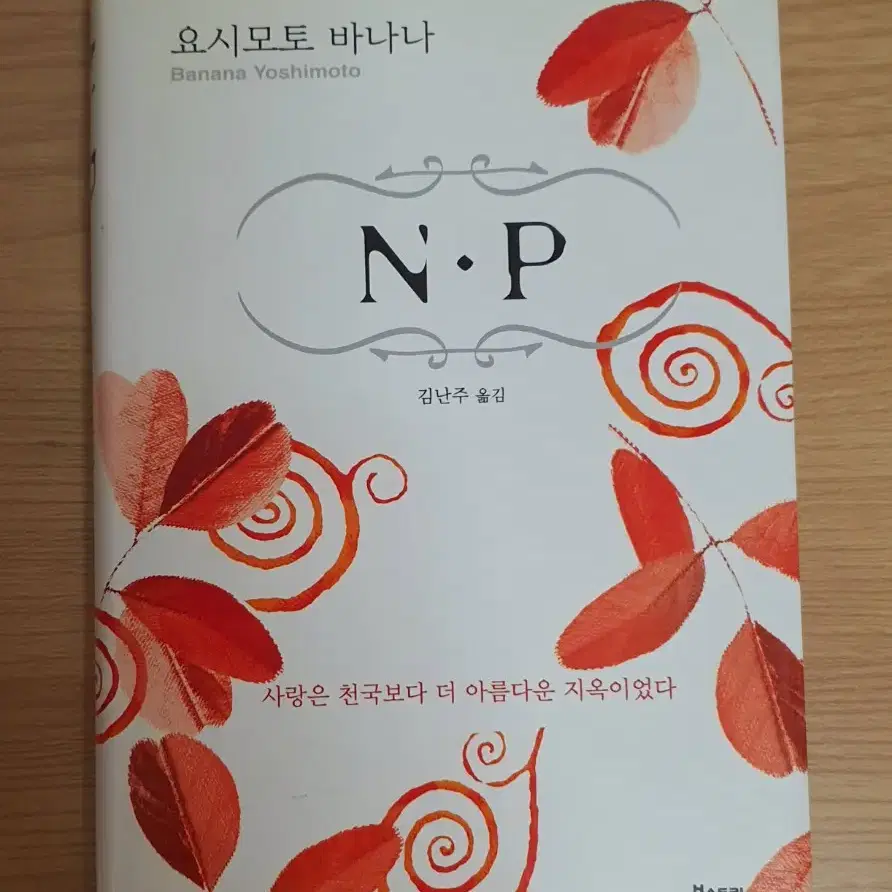 요시모토 바나나
Banana Yoshimoto
N·P
김난주 옮김
사랑은 천국보다 더 아름다운 지옥이었다